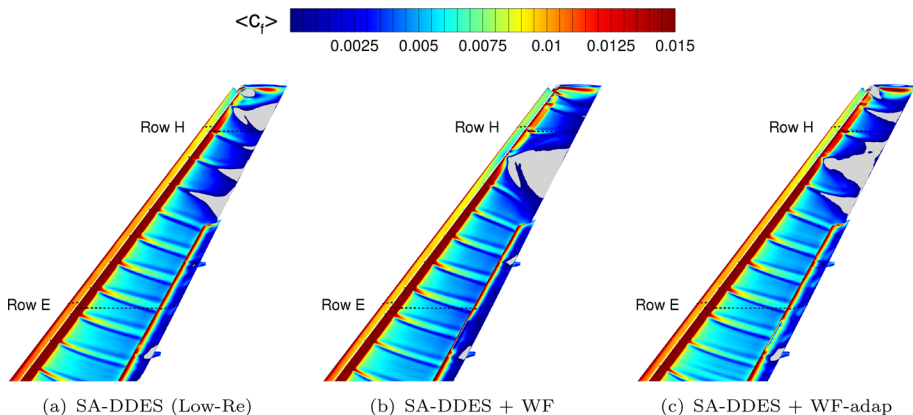 <C_f>
0.0025 0.005 0.0075 0.01 0.0125 0.015
Row H
Row E
(a) SA-DDES (Low-Re)
Row H
Row E
(b) SA-DDES + WF
Row H
Row E
(c) SA-DDES + WF-adap